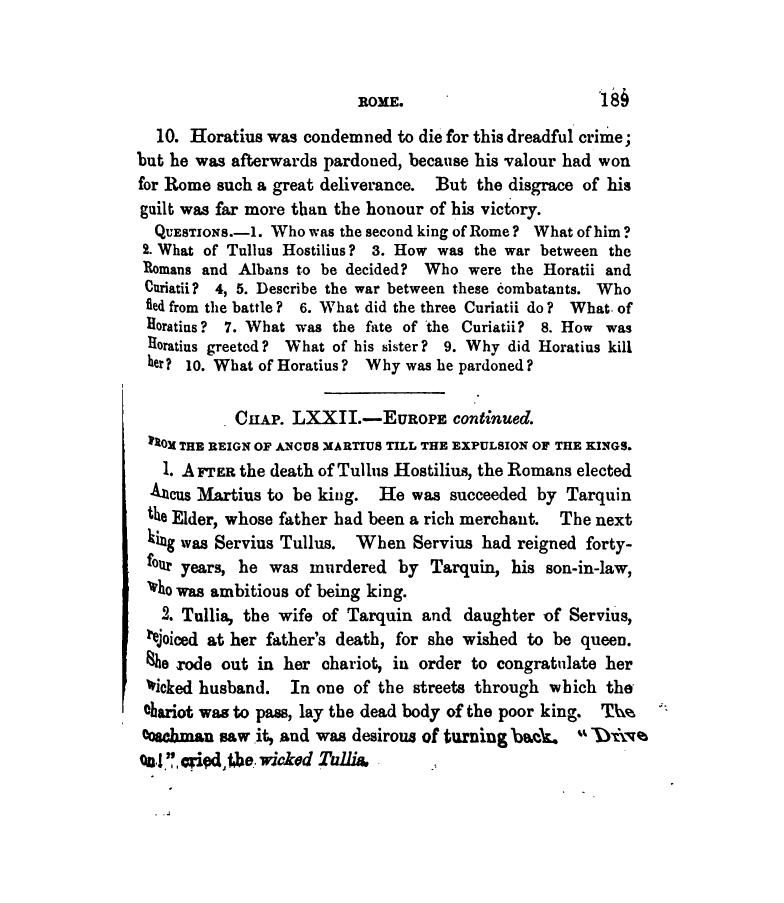 ROME. 189
10. Horatius was condemned to die for this dreadful crime;
but he was afterwards pardoned, because his valour had won
for Rome such a great deliverance. But the disgrace of his
guilt was far more than the honour of his victory.
QUESTIONS.—1. Who was the second king of Rome? What of him?
2. What of Tullus Hostilius? 3. How was the war between the
Romans and Albans to be decided? Who were the Horatii and
Curiatii? 4, 5. Describe the war between these combatants. Who
fled from the battle? 6. What did the three Curiatii do? What of
Horatius? 7. What was the fate of the Curiatii? 8. How was
Horatius greeted? What of his sister? 9. Why did Horatius kill
her? 10. What of Horatius? Why was he pardoned?
CHAP. LXXII.—EUROPE continued.
FROM THE REIGN OF ANCUS MARTIUS TILL THE EXPULSION OF THE KINGS.
1. AFTER the death of Tullus Hostilius, the Romans elected
Ancus Martius to be king. He was succeeded by Tarquin
the Elder, whose father had been a rich merchant. The next
king was Servius Tullus. When Servius had reigned forty-
four years, he was murdered by Tarquin, his son-in-law,
who was ambitious of being king.
2. Tullia, the wife of Tarquin and daughter of Servius,
rejoiced at her father's death, for she wished to be queen.
She rode out in her chariot, in order to congratulate her
wicked husband. In one of the streets through which the
chariot was to pass, lay the dead body of the poor king. The
coachman saw it, and was desirous of turning back. "Drive
on!" cried the wicked Tullia.